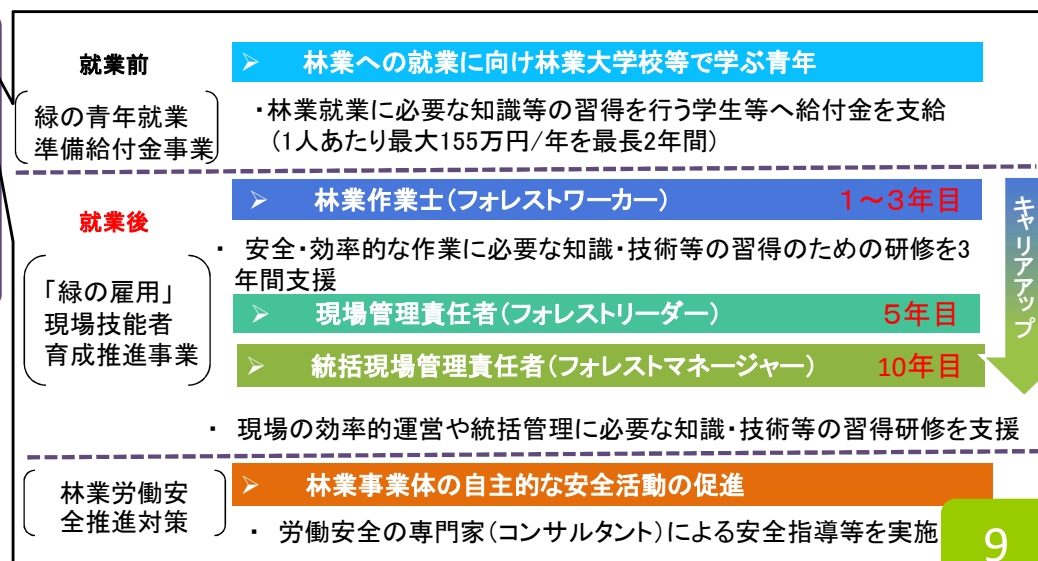 就業前
➢ 林業への就業に向け林業大学校等で学ぶ青年
緑の青年就業
準備給付金事業
・林業就業に必要な知識等の習得を行う学生等へ給付金を支給
(1人あたり最大155万円/年を最長2年間)
就業後
➢ 林業作業士(フォレストワーカー) 1～3年目
・ 安全・効率的な作業に必要な知識・技術等の習得のための研修を3
年間支援
「緑の雇用」
現場技能者
育成推進事業
➢ 現場管理責任者(フォレストリーダー) 5年目
➢ 統括現場管理責任者(フォレストマネージャー) 10年目
キャリアアップ
・ 現場の効率的運営や統括管理に必要な知識・技術等の習得研修を支援
林業労働安
全推進対策
➢ 林業事業体の自主的な安全活動の促進
・ 労働安全の専門家(コンサルタント)による安全指導等を実施
9